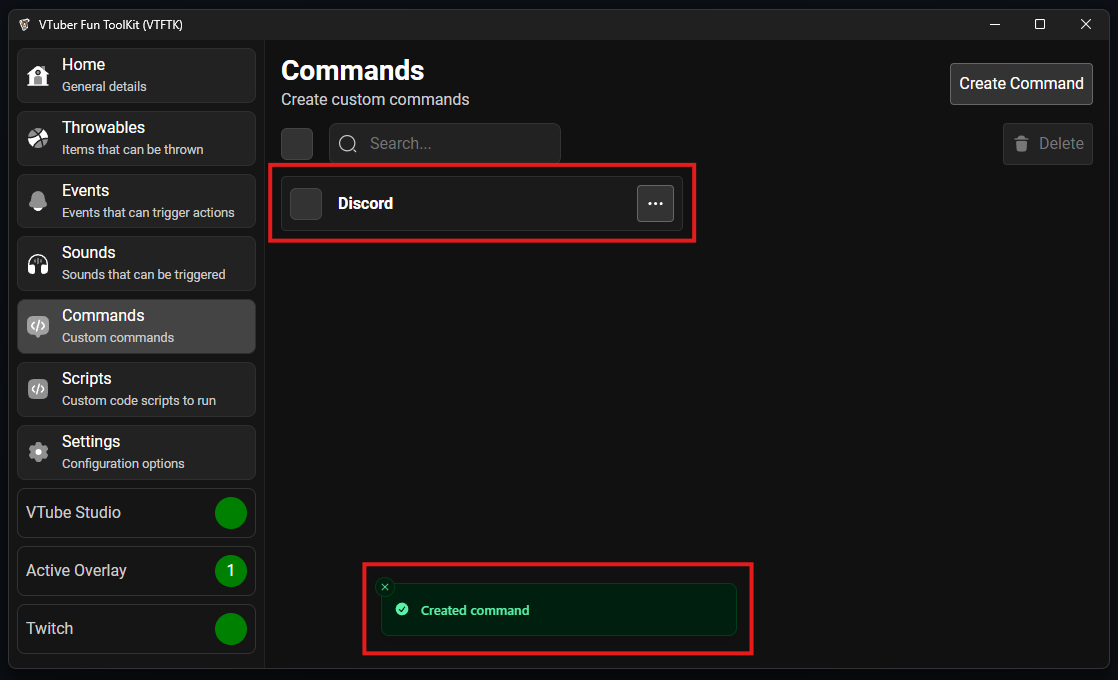 VTuber Fun ToolKit (VTFTK)
Home
General details
Throwables
Items that can be thrown
Events
Events that can trigger actions
Sounds
Sounds that can be triggered
Commands
Custom commands
Scripts
Custom code scripts to run
Settings
Configuration options
VTube Studio
Active Overlay
1
Twitch
Commands
Create custom commands
Create Command
Search...
Delete
Discord
Created command